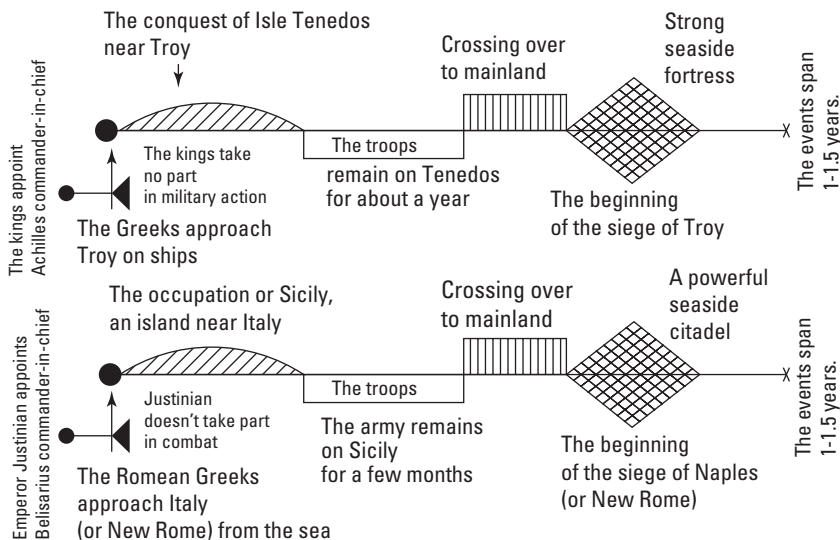 The conquest of Isle Tenedos
near Troy
Crossing over
to mainland
Strong
seaside
fortress
The events span
1-1.5 years.
The kings appoint
Achilles commander-in-chief
The kings take
no part
in military action
The troops
remain on Tenedos
for about a year
The Greeks approach
Troy on ships
The beginning
of the siege of Troy
The occupation or Sicily,
an island near Italy
Crossing over
to mainland
A powerful
seaside
citadel
The events span
1-1.5 years.
Emperor Justinian appoints
Belisarius commander-in-chief
Justinian
doesn't take part
in combat
The troops
The army remains
on Sicily
for a few months
The Romean Greeks
approach Italy
(or New Rome) from the sea
The beginning
of the siege of Naples
(or New Rome)